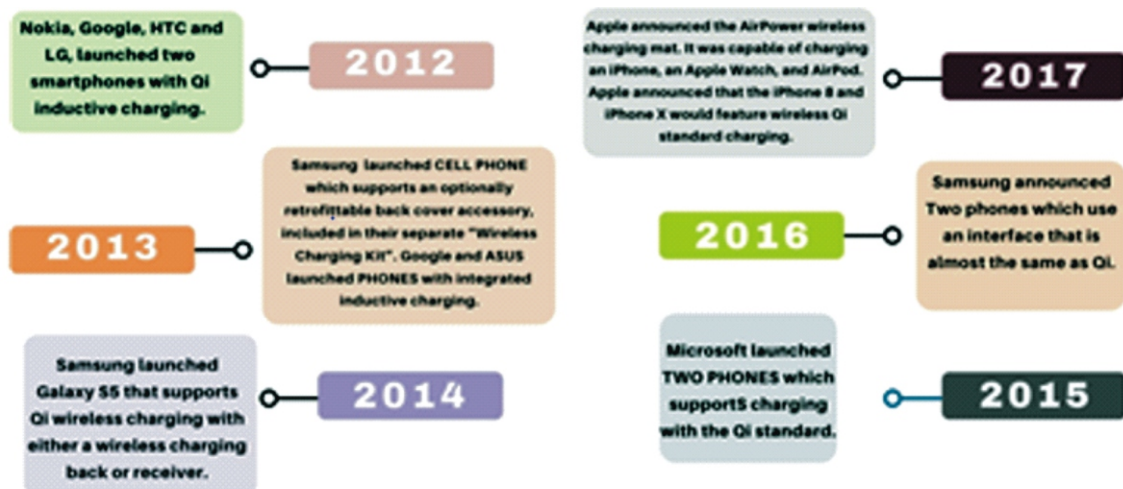 Nokia, Google, HTC and
LG, launched two
smartphones with Qi
inductive charging.
2012
2013
Samsung launched CELL PHONE
which supports an optionally
retrofittable back cover accessory,
included in their separate "Wireless
Charging Kit". Google and ASUS
launched PHONES with integrated
inductive charging.
Samsung launched
Galaxy S5 that supports
Qi wireless charging with
either a wireless charging
back or receiver.
2014
Apple announced the AirPower wireless
charging mat. It was capable of charging
an iPhone, an Apple Watch, and AirPod.
Apple announced that the iPhone 8 and
iPhone X would feature wireless Qi
standard charging.
2017
2016
Samsung announced
Two phones which use
an interface that is
almost the same as Qi.
Microsoft launched
TWO PHONES which
supportS charging
with the Qi standard.
2015